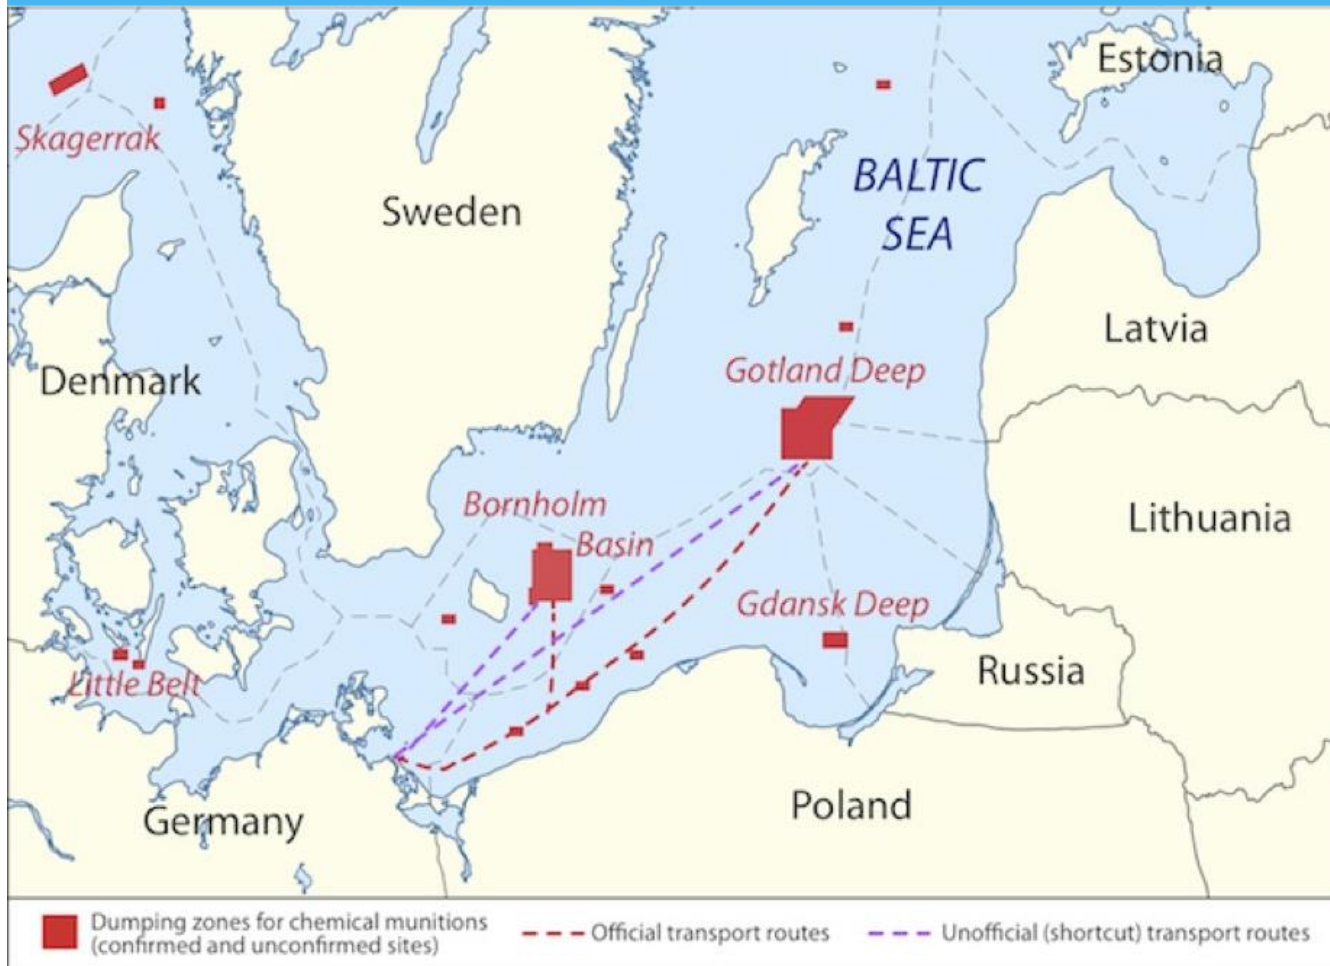 Estonia
Skagerrak
BALTIC
SEA
Sweden
Latvia
Gotland Deep
Denmark
Bornholm
Basin
Lithuania
Gdansk Deep
Russia
Little Belt
Poland
Germany
Dumping zones for chemical munitions
(confirmed and unconfirmed sites)
Official transport routes
Unofficial (shortcut) transport routes